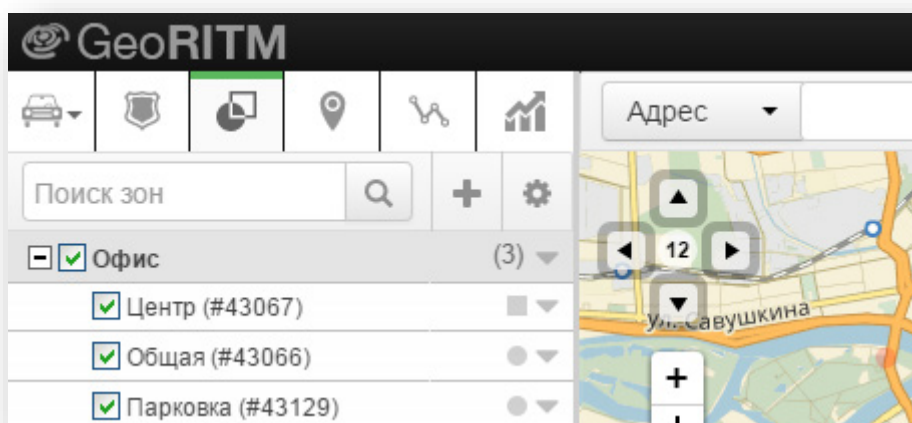 GeoRITM
Адрес
Поиск зон
Офис (3)
12
Центр (#43067)
ул. Савушкина
Общая (#43066)
+
Парковка (#43129)